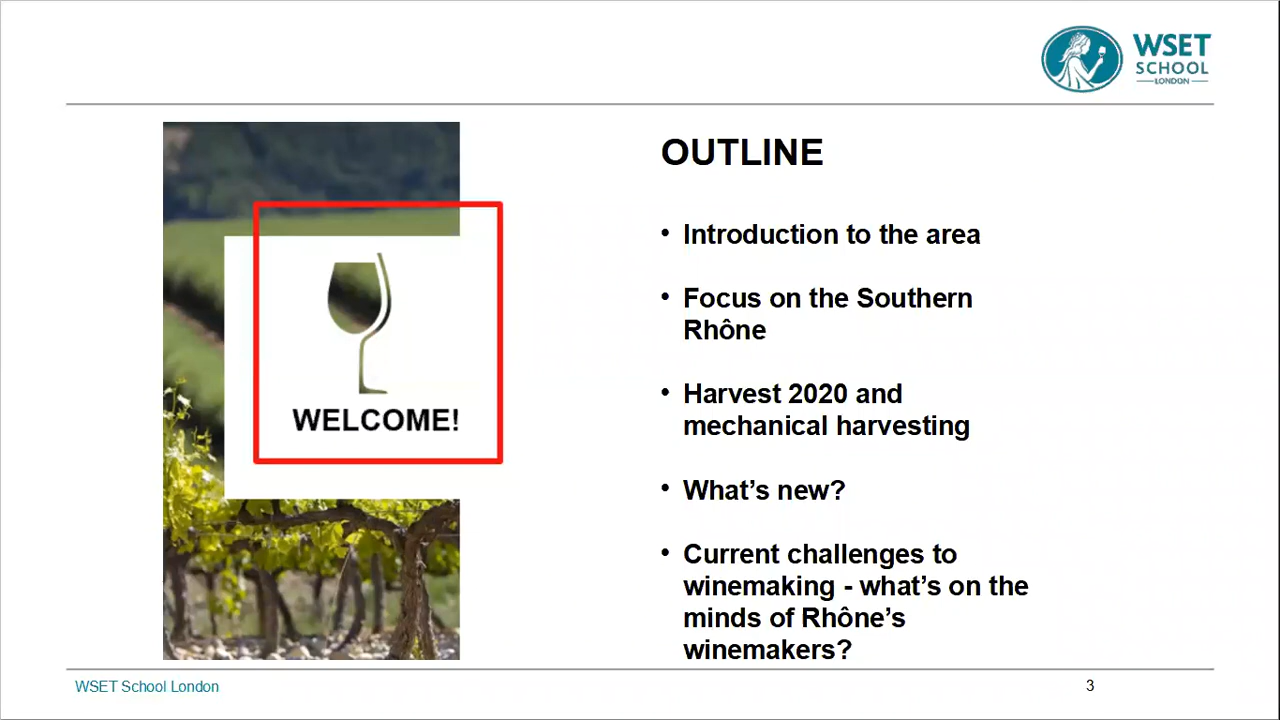 WSET
SCHOOL
LONDON
WELCOME!
OUTLINE
• Introduction to the area
• Focus on the Southern
Rhône
• Harvest 2020 and
mechanical harvesting
• What’s new?
• Current challenges to
winemaking - what’s on the
minds of Rhône’s
winemakers?
WSET School London
3